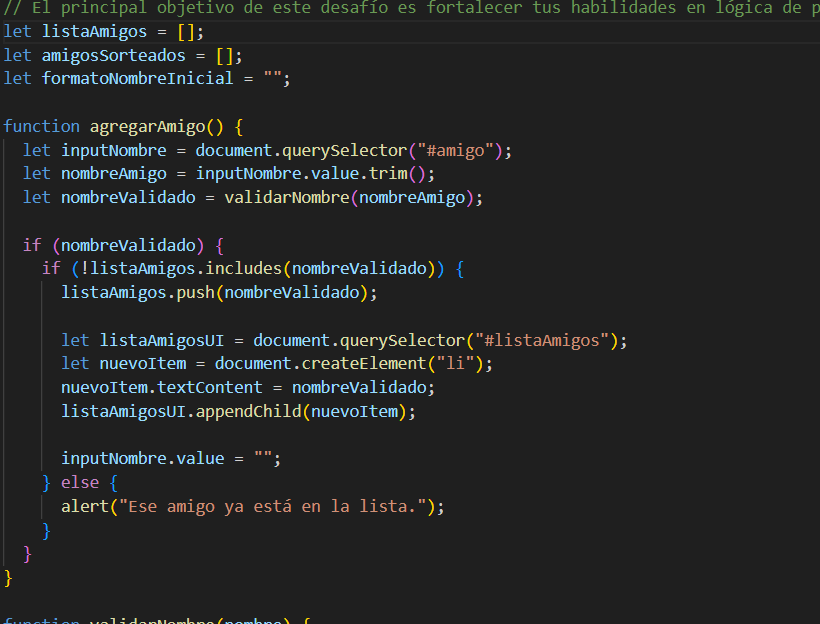 // El principal objetivo de este desafío es fortalecer tus habilidades en lógica de p
let listaAmigos = [];
let amigosSorteados = [];
let formatoNombreInicial = "";
function agregarAmigo() {
let inputNombre = document.querySelector("#amigo");
let nombreAmigo = inputNombre.value.trim();
let nombreValidado = validarNombre(nombreAmigo);
if (nombreValidado) {
if (!listaAmigos.includes(nombreValidado)) {
listaAmigos.push(nombreValidado);
let listaAmigosUI = document.querySelector("#listaAmigos");
let nuevoItem = document.createElement("li");
nuevoItem.textContent = nombreValidado;
listaAmigosUI.appendChild(nuevoItem);
inputNombre.value = "";
} else {
alert("Ese amigo ya está en la lista.");
}
}
}
function validarNombre(nombre) {